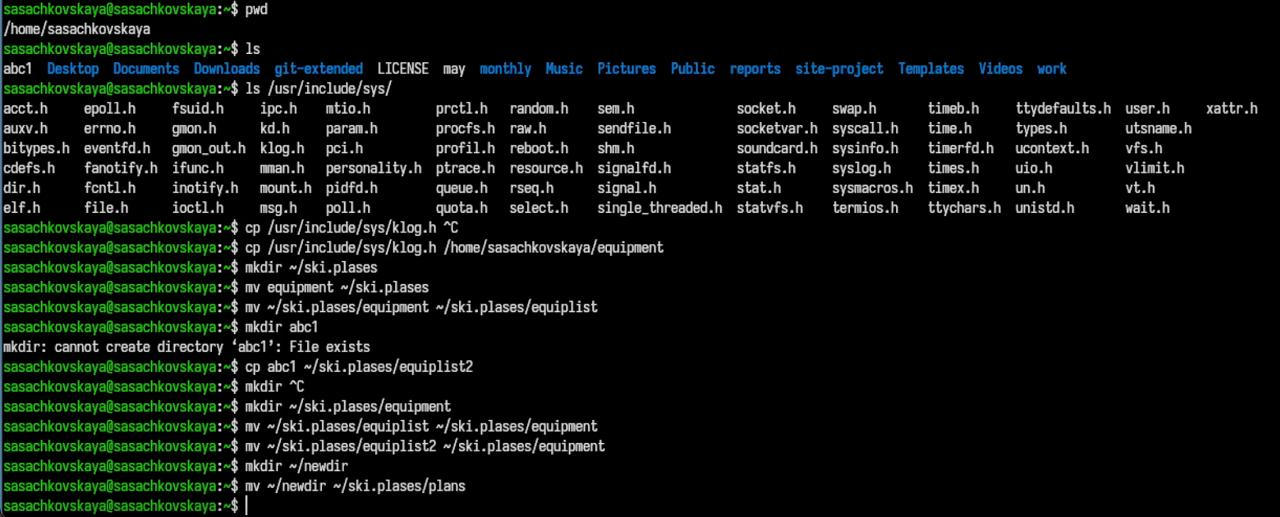 sasachkovskaya@sasachkovskaya:~$ pwd
/home/sasachkovskaya
sasachkovskaya@sasachkovskaya:~$ ls
abc1 Desktop Documents Downloads git-extended LICENSE may monthly Music Pictures Public reports site-project Templates Videos work
sasachkovskaya@sasachkovskaya:~$ ls /usr/include/sys/
acct.h epoll.h fsuid.h ipc.h mtio.h prctl.h random.h sem.h socket.h swap.h timeb.h ttydefaults.h user.h xattr.h
auxv.h errno.h gmon.h kd.h param.h procfs.h raw.h sendfile.h socketvar.h syscall.h time.h types.h utsname.h
bitypes.h eventfd.h gmon_out.h klog.h pci.h profil.h reboot.h shm.h soundcard.h sysinfo.h timerfd.h ucontext.h vfs.h
cdefs.h fanotify.h ifunc.h mman.h personality.h ptrace.h resource.h signalfd.h statfs.h syslog.h times.h uio.h vlimit.h
dir.h fcntl.h inotify.h mount.h pidfd.h queue.h rseq.h signal.h stat.h sysmacros.h timex.h un.h vt.h
elf.h file.h ioctl.h msg.h poll.h quota.h select.h single_threaded.h statvfs.h termios.h ttychars.h unistd.h wait.h
sasachkovskaya@sasachkovskaya:~$ cp /usr/include/sys/klog.h ^C
sasachkovskaya@sasachkovskaya:~$ cp /usr/include/sys/klog.h /home/sasachkovskaya/equipment
sasachkovskaya@sasachkovskaya:~$ mkdir ~/ski.plases
sasachkovskaya@sasachkovskaya:~$ mv equipment ~/ski.plases
sasachkovskaya@sasachkovskaya:~$ mv ~/ski.plases/equipment ~/ski.plases/equiplist
sasachkovskaya@sasachkovskaya:~$ mkdir abc1
mkdir: cannot create directory ‘abc1’: File exists
sasachkovskaya@sasachkovskaya:~$ cp abc1 ~/ski.plases/equiplist2
sasachkovskaya@sasachkovskaya:~$ mkdir ^C
sasachkovskaya@sasachkovskaya:~$ mkdir ~/ski.plases/equipment
sasachkovskaya@sasachkovskaya:~$ mv ~/ski.plases/equiplist ~/ski.plases/equipment
sasachkovskaya@sasachkovskaya:~$ mv ~/ski.plases/equiplist2 ~/ski.plases/equipment
sasachkovskaya@sasachkovskaya:~$ mkdir ~/newdir
sasachkovskaya@sasachkovskaya:~$ mv ~/newdir ~/ski.plases/plans
sasachkovskaya@sasachkovskaya:~$